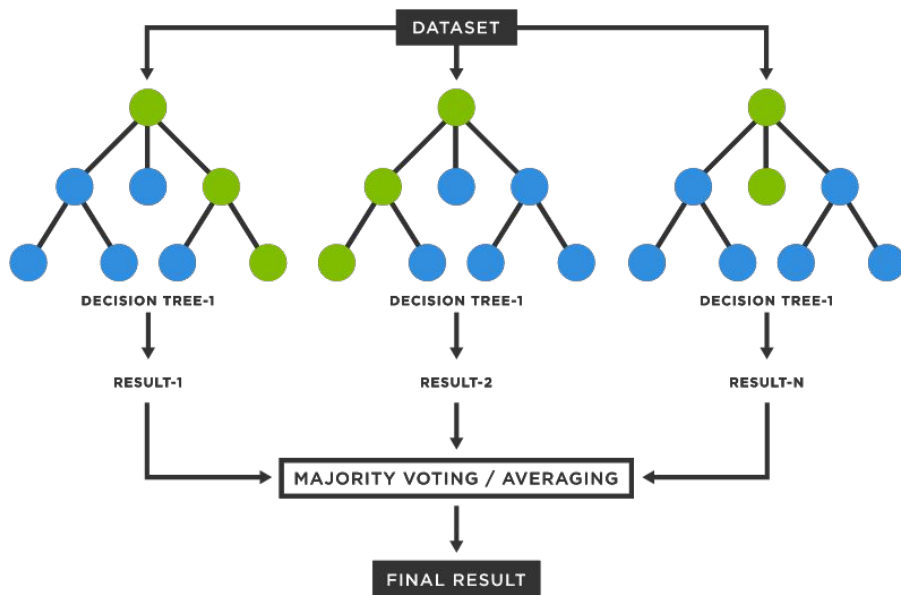 DATASET
DECISION TREE-1
DECISION TREE-1
DECISION TREE-1
RESULT-1
RESULT-2
RESULT-N
MAJORITY VOTING / AVERAGING
FINAL RESULT